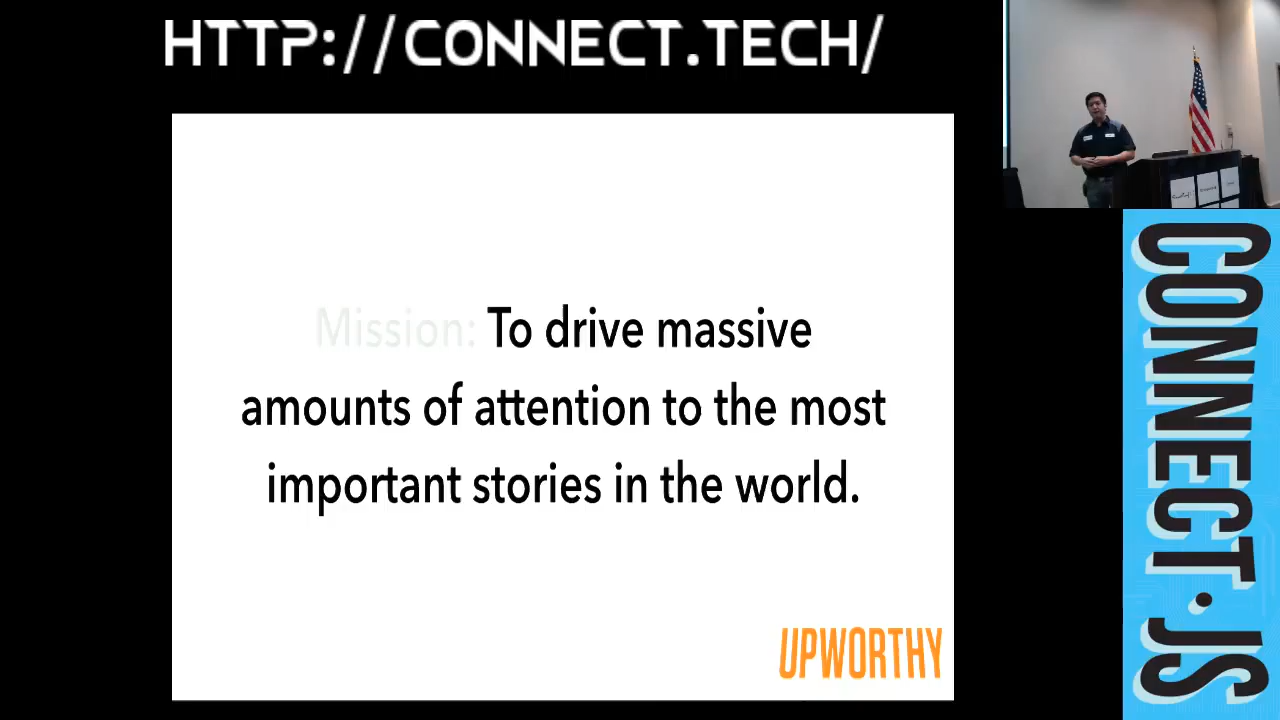 HTTP://CONNECT.TECH/
Mission: To drive massive
amounts of attention to the most
important stories in the world.
UPWORTHY
CONNECT.JS